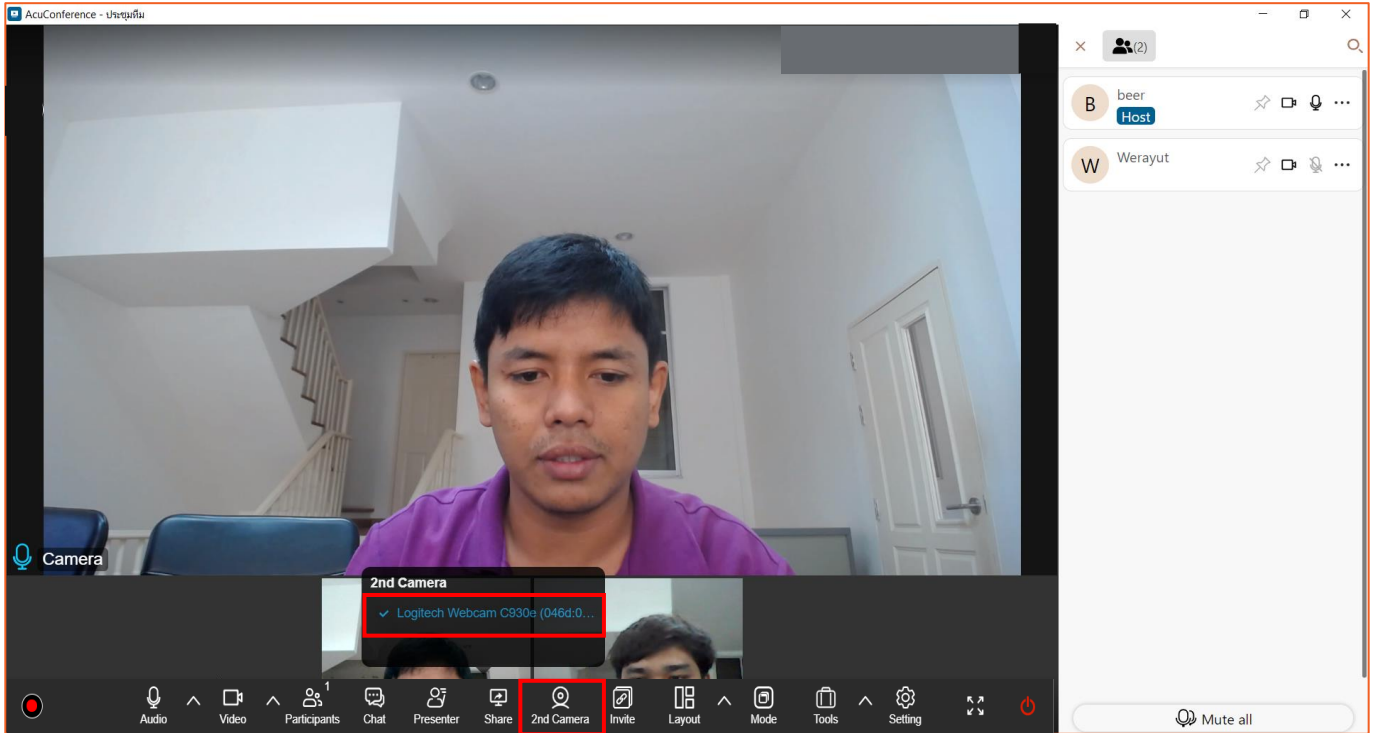 AcuConference - ประชุมทีม
(2)
B
beer
Host
W
Werayut
Camera
2nd Camera
Logitech Webcam C930e (046d:0...
1
Audio
Video
Participants
Chat
Presenter
Share
2nd Camera
Invite
Layout
Mode
Tools
Setting
Mute all